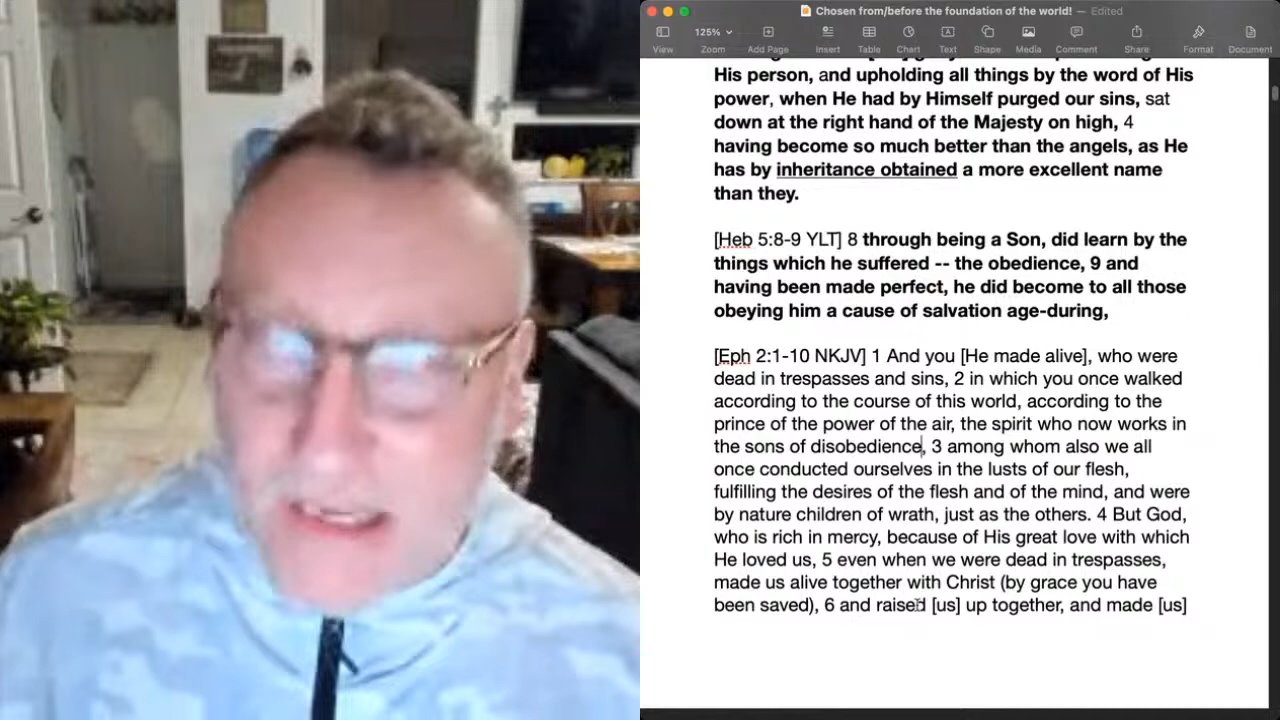 Chosen from/before the foundation of the world! — Edited
125%
View Zoom Add Page Insert Table Chart Text Shape Media Comment Share Format Document
His person, and upholding all things by the word of His
power, when He had by Himself purged our sins, sat
down at the right hand of the Majesty on high, 4
having become so much better than the angels, as He
has by inheritance obtained a more excellent name
than they.
[Heb 5:8-9 YLT] 8 through being a Son, did learn by the
things which he suffered -- the obedience, 9 and
having been made perfect, he did become to all those
obeying him a cause of salvation age-during,
[Eph 2:1-10 NKJV] 1 And you [He made alive], who were
dead in trespasses and sins, 2 in which you once walked
according to the course of this world, according to the
prince of the power of the air, the spirit who now works in
the sons of disobedience, 3 among whom also we all
once conducted ourselves in the lusts of our flesh,
fulfilling the desires of the flesh and of the mind, and were
by nature children of wrath, just as the others. 4 But God,
who is rich in mercy, because of His great love with which
He loved us, 5 even when we were dead in trespasses,
made us alive together with Christ (by grace you have
been saved), 6 and raised [us] up together, and made [us]